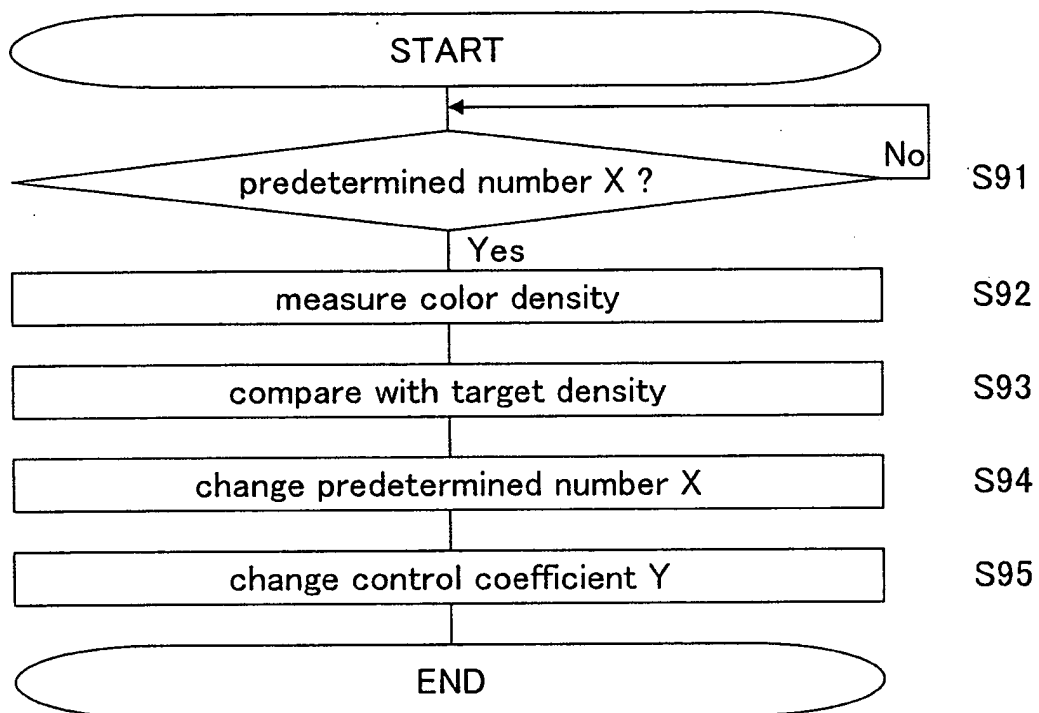 START
No
predetermined number X ? S91
Yes
measure color density S92
compare with target density S93
change predetermined number X S94
change control coefficient Y S95
END